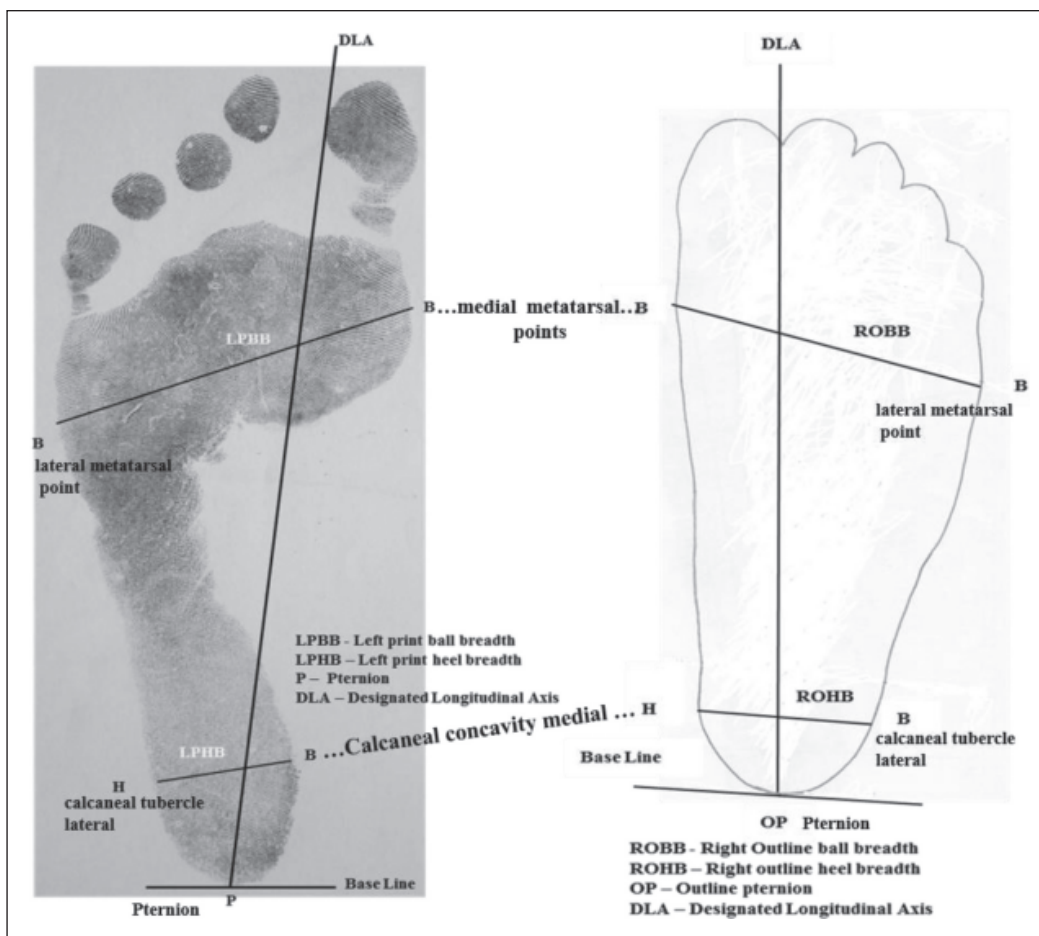 DLA
DLA
B…medial metatarsal..B
points
LPBB
ROBB
B
lateral metatarsal
point
B
lateral metatarsal
point
LPBB - Left print ball breadth
LPHB – Left print heel breadth
P – Pternion
DLA – Designated Longitudinal Axis
B …Calcaneal concavity medial … H
LPHB
H
calcaneal tubercle
lateral
ROHB
B
calcaneal tubercle
lateral
Base Line
Base Line
P
Pternion
OP Pternion
ROBB - Right Outline ball breadth
ROHB – Right outline heel breadth
OP – Outline pternion
DLA – Designated Longitudinal Axis